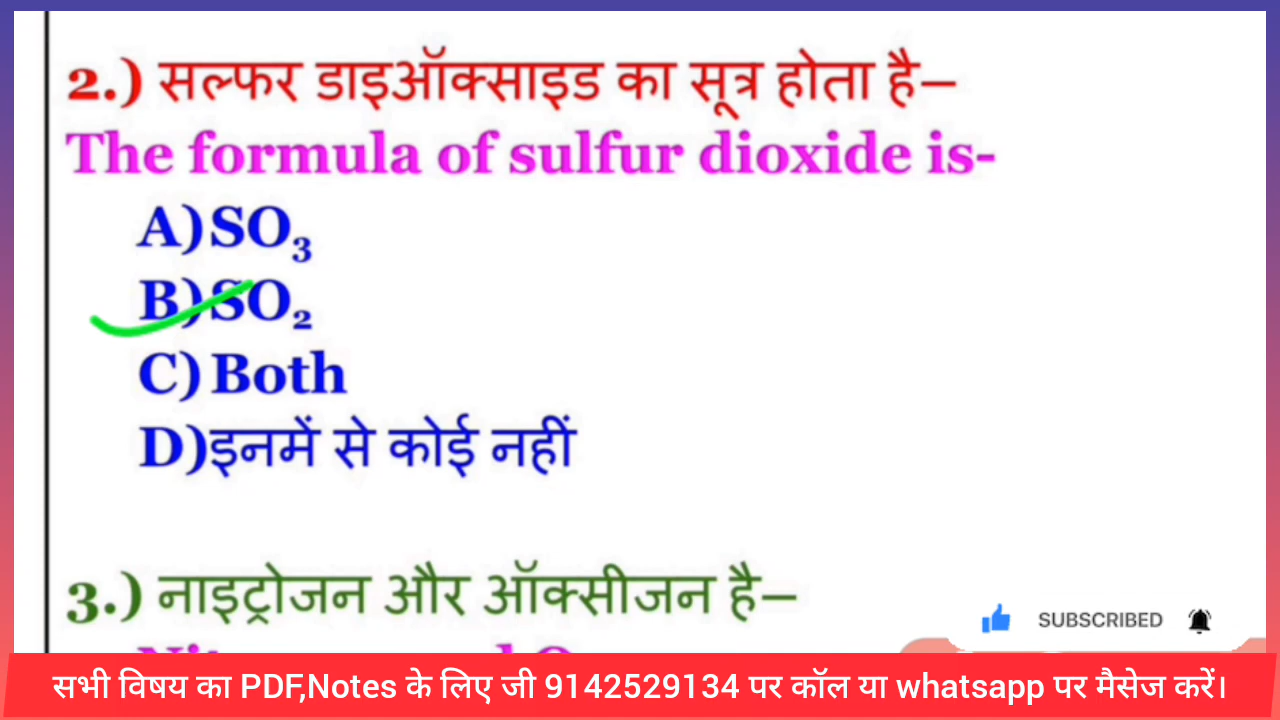 2.) सल्फर डाइऑक्साइड का सूत्र होता है–
The formula of sulfur dioxide is-
A) SO₃
B) SO₂
C) Both
D)इनमें से कोई नहीं
3.) नाइट्रोजन और ऑक्सीजन है–
SUBSCRIBED
सभी विषय का PDF,Notes के लिए जी 9142529134 पर कॉल या whatsapp पर मैसेज करें।